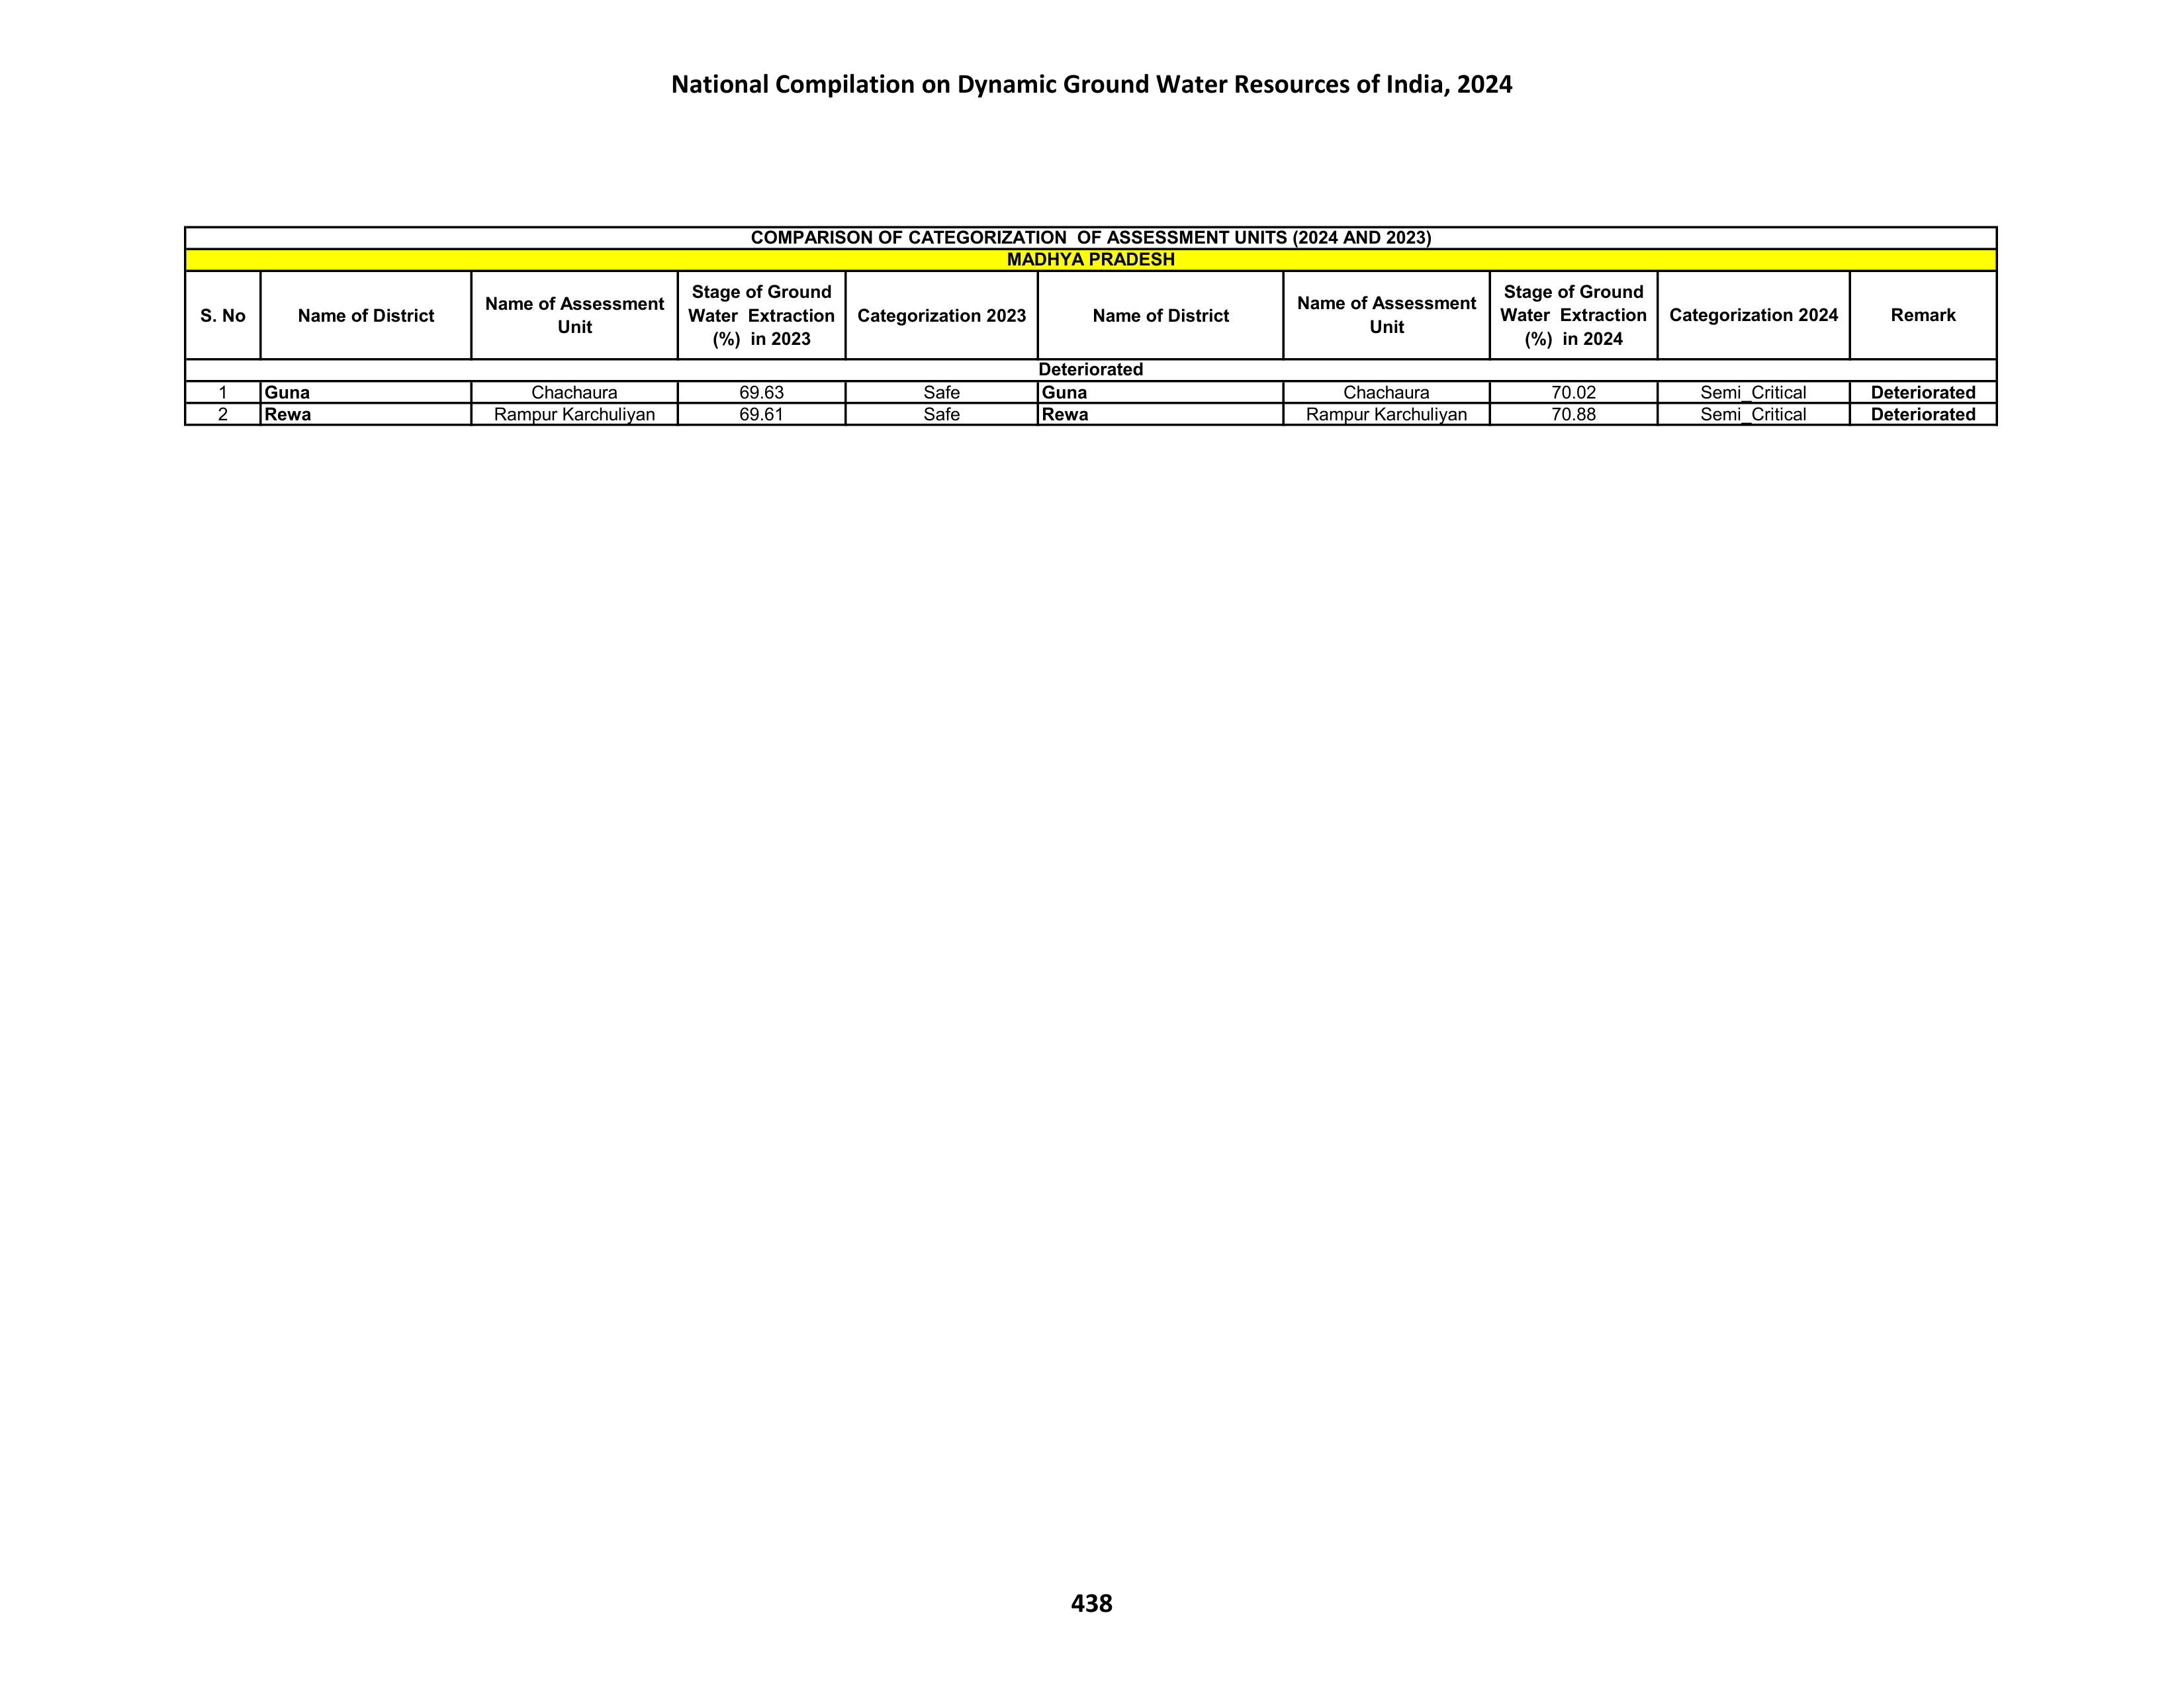 National Compilation on Dynamic Ground Water Resources of India, 2024
COMPARISON OF CATEGORIZATION OF ASSESSMENT UNITS (2024 AND 2023)
MADHYA PRADESH
S. No | Name of District | Name of Assessment Unit | Stage of Ground Water Extraction (%) in 2023 | Categorization 2023 | Name of District | Name of Assessment Unit | Stage of Ground Water Extraction (%) in 2024 | Categorization 2024 | Remark
Deteriorated
1 | Guna | Chachaura | 69.63 | Safe | Guna | Chachaura | 70.02 | Semi_Critical | Deteriorated
2 | Rewa | Rampur Karchuliyan | 69.61 | Safe | Rewa | Rampur Karchuliyan | 70.88 | Semi_Critical | Deteriorated
438